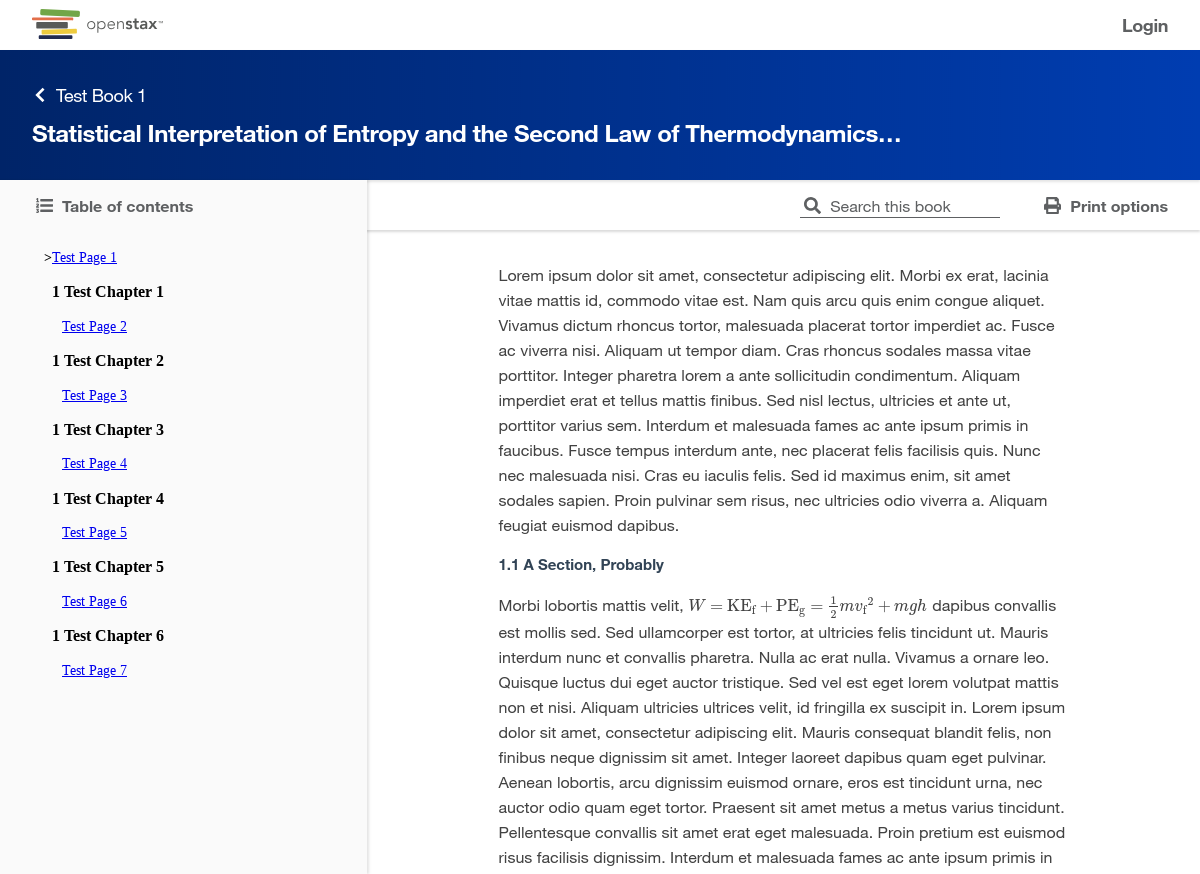 openstax™
Login
Test Book 1
Statistical Interpretation of Entropy and the Second Law of Thermodynamics…
Table of contents
Search this book
Print options
>Test Page 1
1 Test Chapter 1
Test Page 2
1 Test Chapter 2
Test Page 3
1 Test Chapter 3
Test Page 4
1 Test Chapter 4
Test Page 5
1 Test Chapter 5
Test Page 6
1 Test Chapter 6
Test Page 7
Lorem ipsum dolor sit amet, consectetur adipiscing elit. Morbi ex erat, lacinia
vitae mattis id, commodo vitae est. Nam quis arcu quis enim congue aliquet.
Vivamus dictum rhoncus tortor, malesuada placerat tortor imperdiet ac. Fusce
ac viverra nisi. Aliquam ut tempor diam. Cras rhoncus sodales massa vitae
porttitor. Integer pharetra lorem a ante sollicitudin condimentum. Aliquam
imperdiet erat et tellus mattis finibus. Sed nisl lectus, ultricies et ante ut,
porttitor varius sem. Interdum et malesuada fames ac ante ipsum primis in
faucibus. Fusce tempus interdum ante, nec placerat felis facilisis quis. Nunc
nec malesuada nisi. Cras eu iaculis felis. Sed id maximus enim, sit amet
sodales sapien. Proin pulvinar sem risus, nec ultricies odio viverra a. Aliquam
feugiat euismod dapibus.
1.1 A Section, Probably
Morbi lobortis mattis velit, W = KE_f + PE_g = ½mv_f² + mgh dapibus convallis
est mollis sed. Sed ullamcorper est tortor, at ultricies felis tincidunt ut. Mauris
interdum nunc et convallis pharetra. Nulla ac erat nulla. Vivamus a ornare leo.
Quisque luctus dui eget auctor tristique. Sed vel est eget lorem volutpat mattis
non et nisi. Aliquam ultricies ultrices velit, id fringilla ex suscipit in. Lorem ipsum
dolor sit amet, consectetur adipiscing elit. Mauris consequat blandit felis, non
finibus neque dignissim sit amet. Integer laoreet dapibus quam eget pulvinar.
Aenean lobortis, arcu dignissim euismod ornare, eros est tincidunt urna, nec
auctor odio quam eget tortor. Praesent sit amet metus a metus varius tincidunt.
Pellentesque convallis sit amet erat eget malesuada. Proin pretium est euismod
risus facilisis dignissim. Interdum et malesuada fames ac ante ipsum primis in